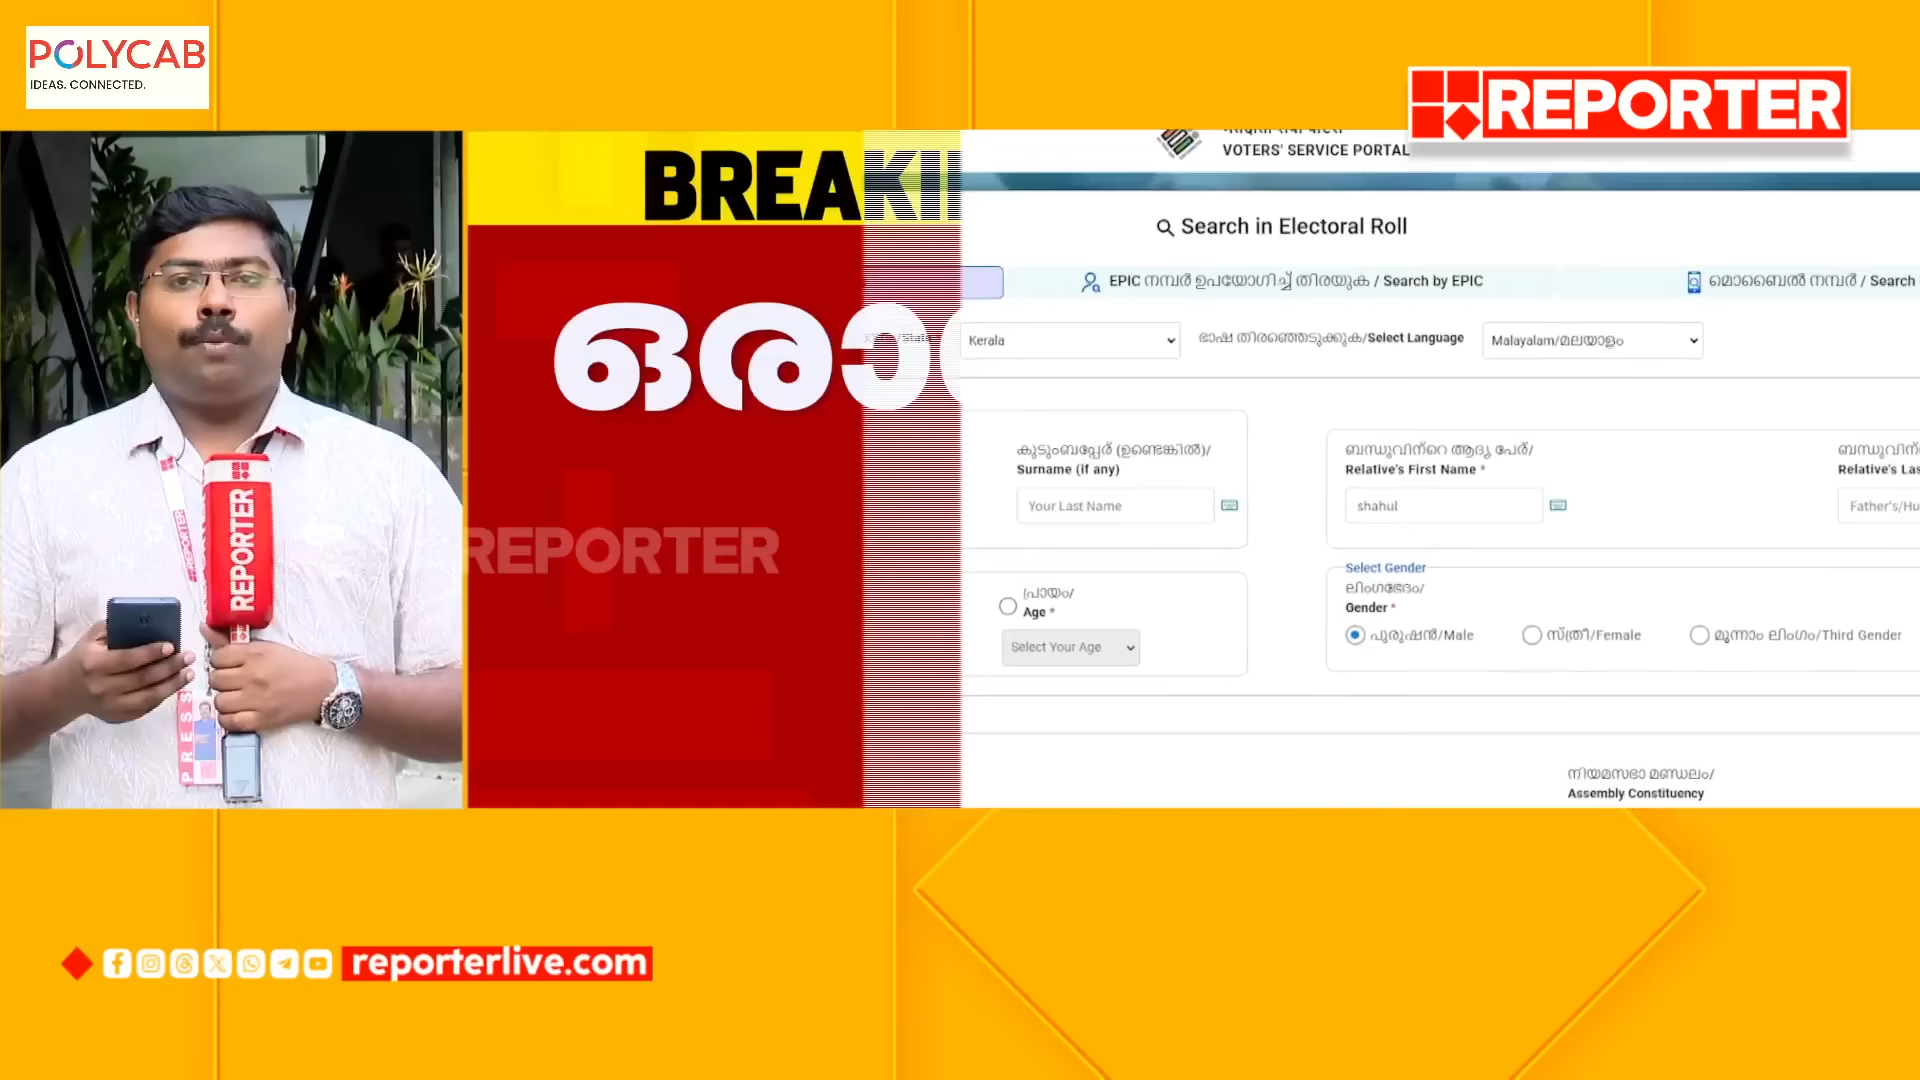 POLYCAB
IDEAS. CONNECTED.
REPORTER
VOTERS' SERVICE PORTAL
Search in Electoral Roll
EPIC നമ്പർ ഉപയോഗിച്ച് തിരയുക / Search by EPIC
മൊബൈൽ നമ്പർ / Search
Kerala
ഭാഷ തിരഞ്ഞെടുക്കുക/Select Language
Malayalam/മലയാളം
കുടുംബപ്പേര് (ഉണ്ടെങ്കിൽ)/
Surname (if any)
Your Last Name
ബന്ധുവിന്റെ ആദ്യ പേര്/
Relative's First Name *
shahul
Relative's
Father's/
പ്രായം/
Age *
Select Your Age
Select Gender
ലിംഗഭേദം/
Gender *
പുരുഷൻ/Male
സ്ത്രീ/Female
മൂന്നാം ലിംഗം/Third Gender
നിയമസഭാ മണ്ഡലം/
Assembly Constituency
REPORTER
REPORTER
REPORTER
PRESS
reporterlive.com